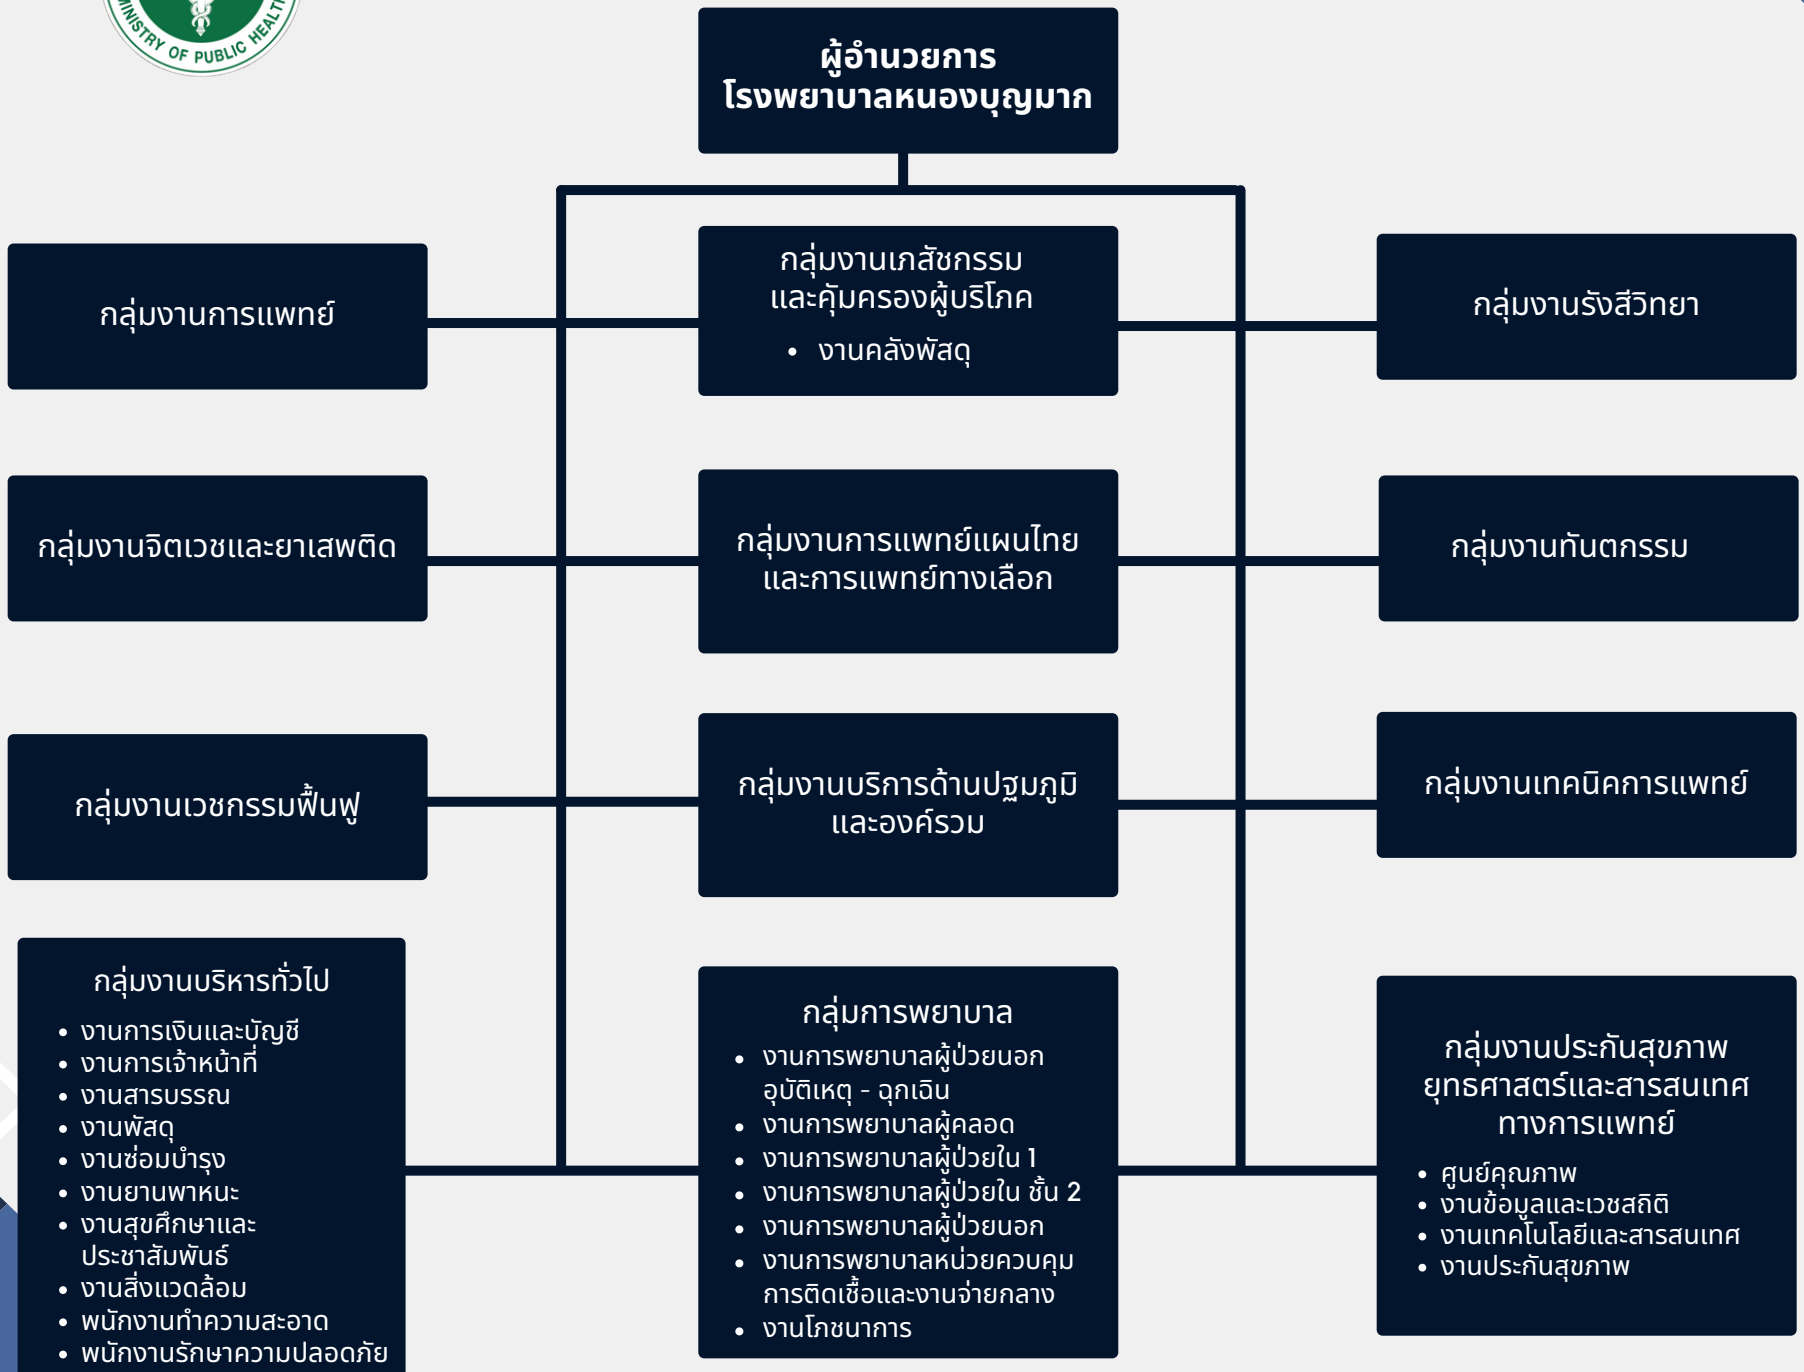 MINISTRY OF PUBLIC HEALTH
ผู้อำนวยการ
โรงพยาบาลหนองบุญมาก
กลุ่มงานการแพทย์
กลุ่มงานเภสัชกรรม
และคุ้มครองผู้บริโภค
• งานคลังพัสดุ
กลุ่มงานรังสีวิทยา
กลุ่มงานจิตเวชและยาเสพติด
กลุ่มงานการแพทย์แผนไทย
และการแพทย์ทางเลือก
กลุ่มงานทันตกรรม
กลุ่มงานเวชกรรมฟื้นฟู
กลุ่มงานบริการด้านปฐมภูมิ
และองค์รวม
กลุ่มงานเทคนิคการแพทย์
กลุ่มงานบริหารทั่วไป
• งานการเงินและบัญชี
• งานการเจ้าหน้าที่
• งานสารบรรณ
• งานพัสดุ
• งานซ่อมบำรุง
• งานยานพาหนะ
• งานสุขศึกษาและ
ประชาสัมพันธ์
• งานสิ่งแวดล้อม
• พนักงานทำความสะอาด
• พนักงานรักษาความปลอดภัย
กลุ่มการพยาบาล
• งานการพยาบาลผู้ป่วยนอก
อุบัติเหตุ - ฉุกเฉิน
• งานการพยาบาลผู้คลอด
• งานการพยาบาลผู้ป่วยใน 1
• งานการพยาบาลผู้ป่วยใน ชั้น 2
• งานการพยาบาลผู้ป่วยนอก
• งานการพยาบาลหน่วยควบคุม
การติดเชื้อและงานจ่ายกลาง
• งานโภชนาการ
กลุ่มงานประกันสุขภาพ
ยุทธศาสตร์และสารสนเทศ
ทางการแพทย์
• ศูนย์คุณภาพ
• งานข้อมูลและเวชสถิติ
• งานเทคโนโลยีและสารสนเทศ
• งานประกันสุขภาพ